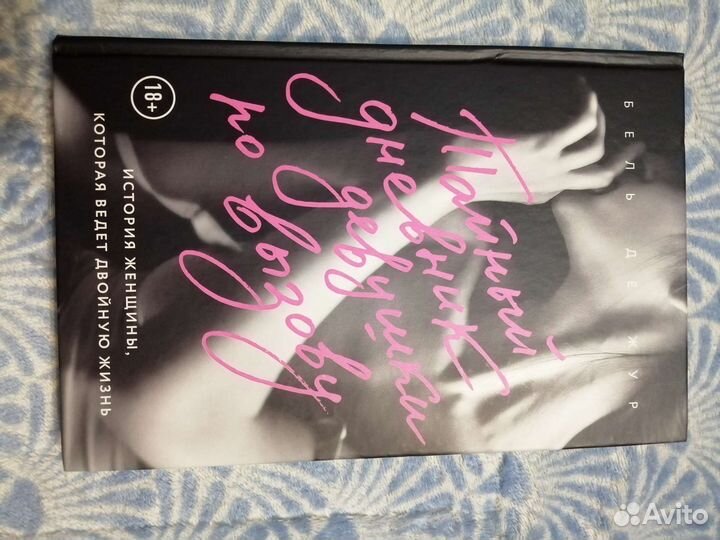 БЕЛЬ ДЕ ЖУР
Тайный
дневник
девушки
по вызову
18+
ИСТОРИЯ ЖЕНЩИНЫ,
КОТОРАЯ ВЕДЕТ ДВОЙНУЮ ЖИЗНЬ
Avito